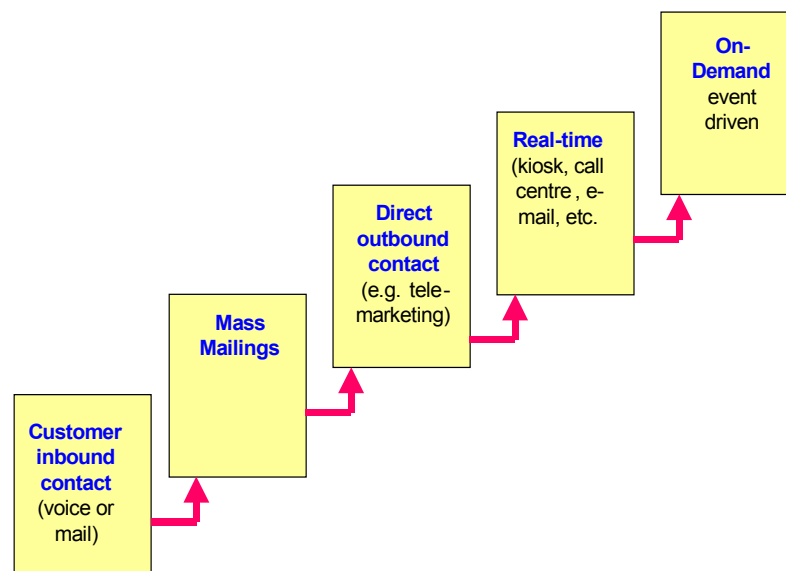 Customer
inbound
contact
(voice or
mail)
Mass
Mailings
Direct
outbound
contact
(e.g. tele-
marketing)
Real-time
(kiosk, call
centre , e-
mail, etc.
On-
Demand
event
driven